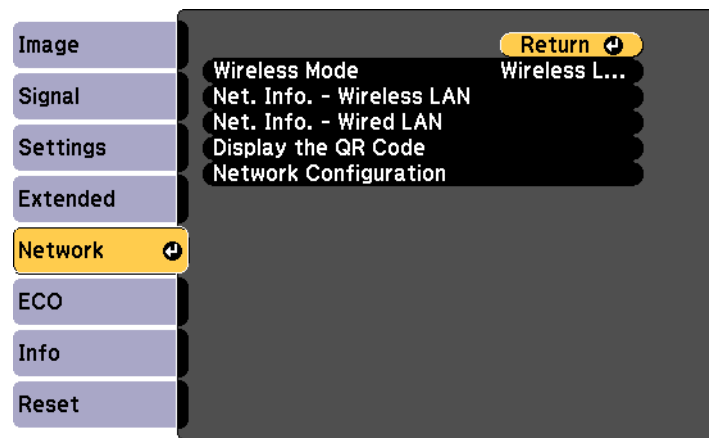 Image
Signal
Settings
Extended
Network
ECO
Info
Reset
Return
Wireless Mode Wireless L...
Net. Info. - Wireless LAN
Net. Info. - Wired LAN
Display the QR Code
Network Configuration